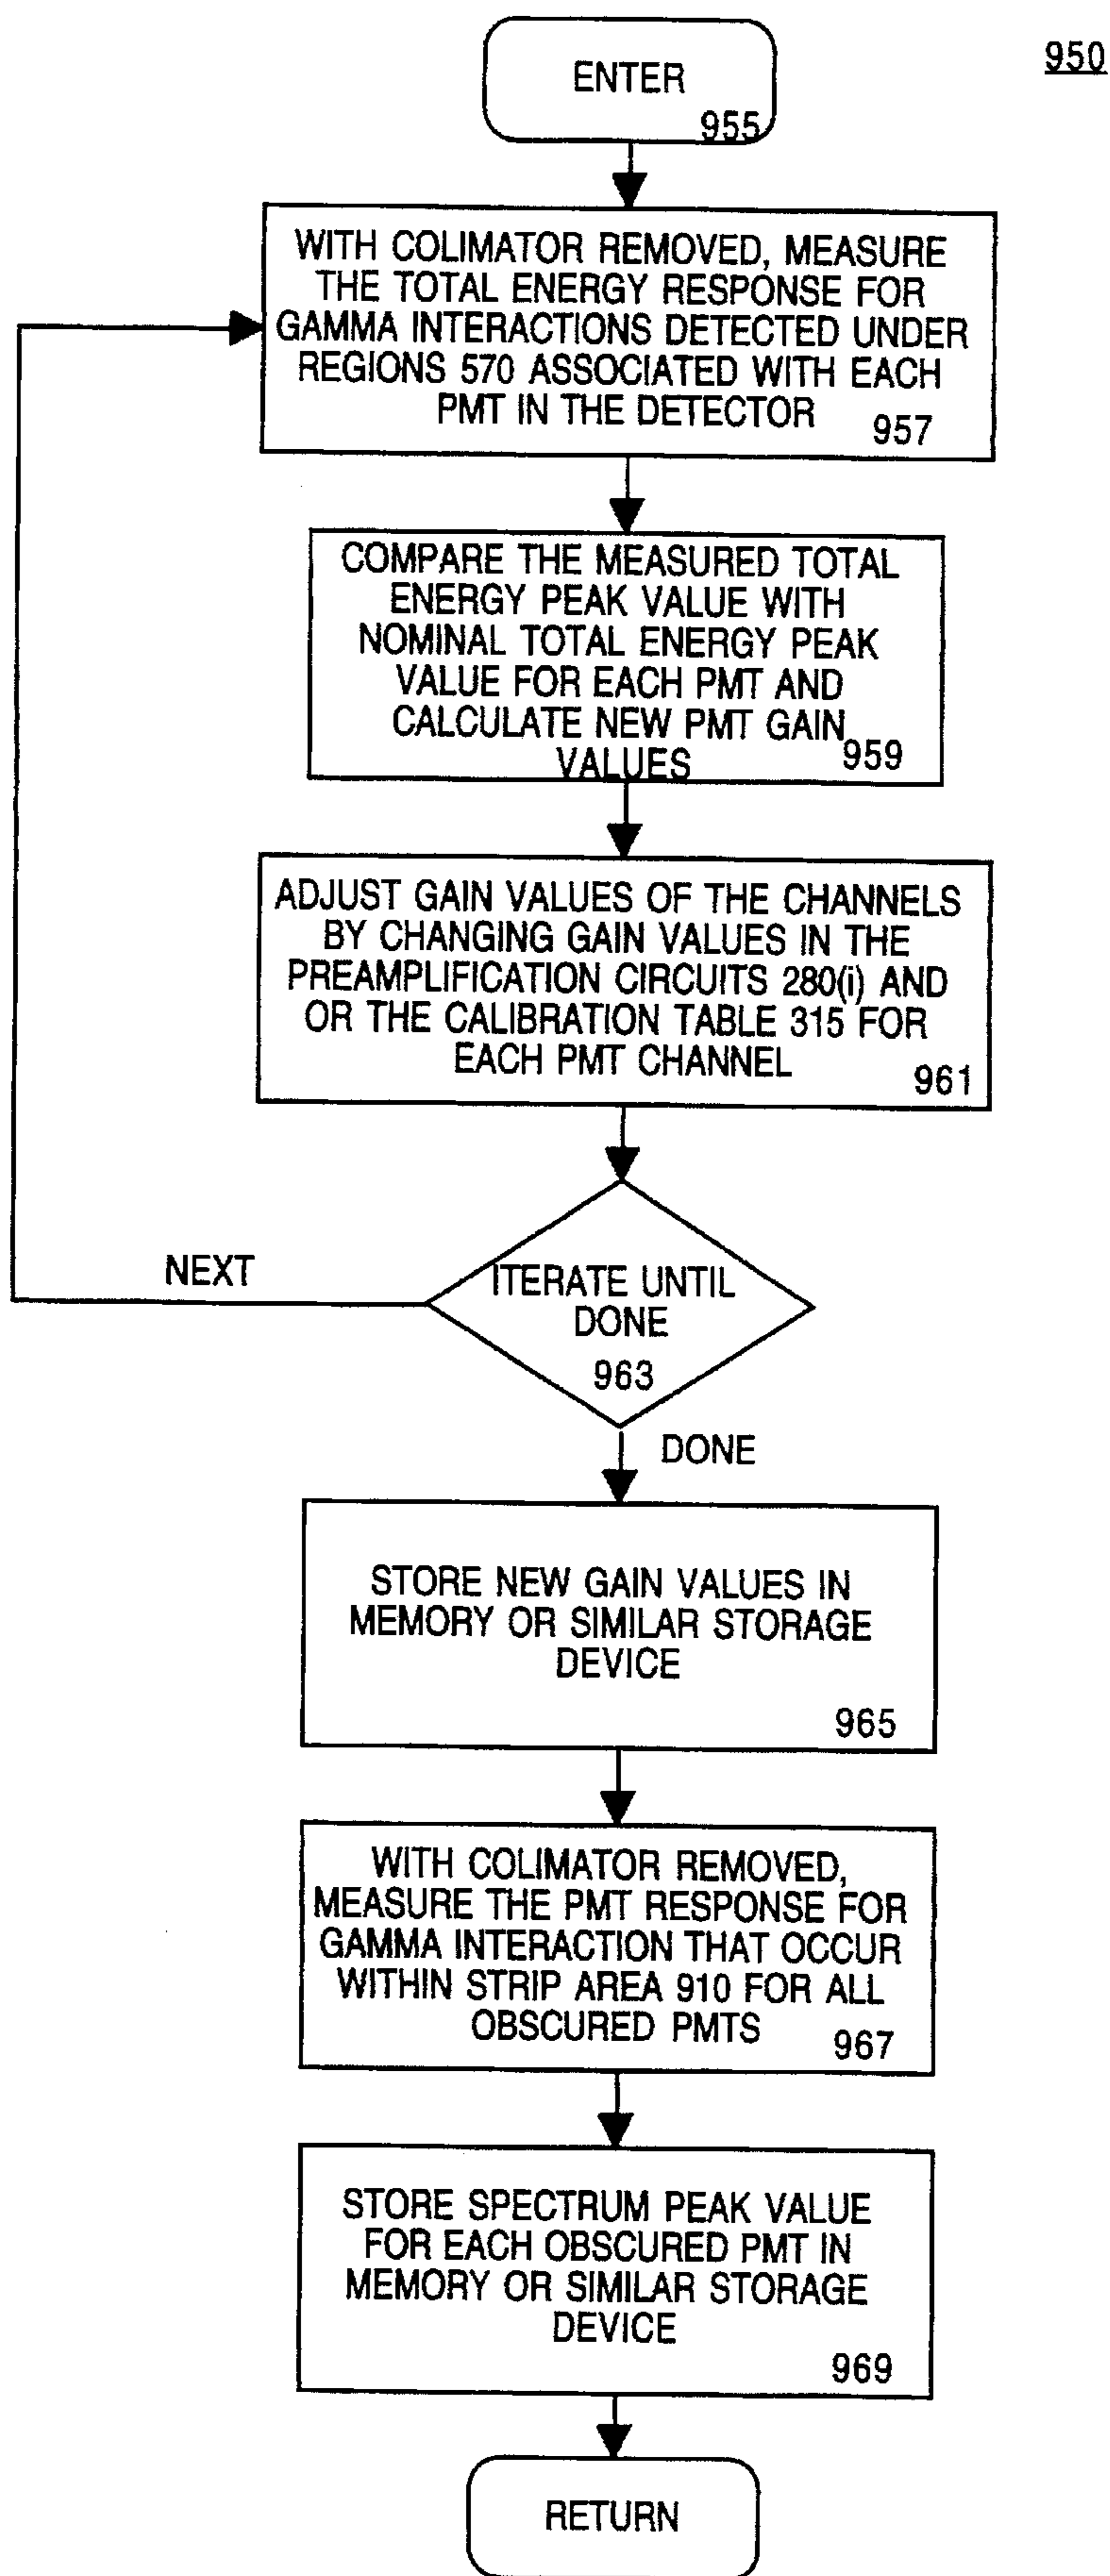 950
ENTER
955
WITH COLIMATOR REMOVED, MEASURE
THE TOTAL ENERGY RESPONSE FOR
GAMMA INTERACTIONS DETECTED UNDER
REGIONS 570 ASSOCIATED WITH EACH
PMT IN THE DETECTOR
957
COMPARE THE MEASURED TOTAL
ENERGY PEAK VALUE WITH
NOMINAL TOTAL ENERGY PEAK
VALUE FOR EACH PMT AND
CALCULATE NEW PMT GAIN
VALUES
959
ADJUST GAIN VALUES OF THE CHANNELS
BY CHANGING GAIN VALUES IN THE
PREAMPLIFICATION CIRCUITS 280(i) AND
OR THE CALIBRATION TABLE 315 FOR
EACH PMT CHANNEL
961
NEXT
ITERATE UNTIL
DONE
963
DONE
STORE NEW GAIN VALUES IN
MEMORY OR SIMILAR STORAGE
DEVICE
965
WITH COLIMATOR REMOVED,
MEASURE THE PMT RESPONSE FOR
GAMMA INTERACTION THAT OCCUR
WITHIN STRIP AREA 910 FOR ALL
OBSCURED PMTS
967
STORE SPECTRUM PEAK VALUE
FOR EACH OBSCURED PMT IN
MEMORY OR SIMILAR STORAGE
DEVICE
969
RETURN